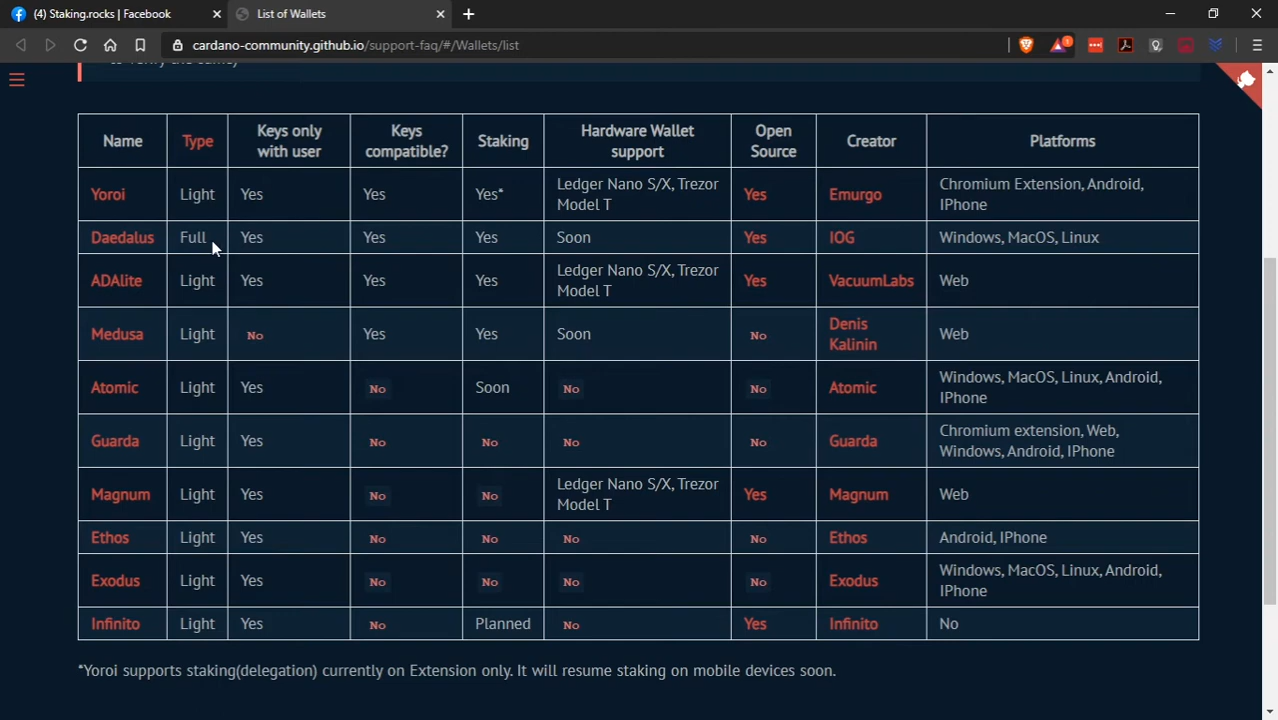 (4) Staking.rocks | Facebook
List of Wallets
cardano-community.github.io/support-faq/#/Wallets/list
1
to verify the same)
Name Type Keys only with user Keys compatible? Staking Hardware Wallet support Open Source Creator Platforms
Yoroi Light Yes Yes Yes* Ledger Nano S/X, Trezor Model T Yes Emurgo Chromium Extension, Android, IPhone
Daedalus Full Yes Yes Yes Soon Yes IOG Windows, MacOS, Linux
ADAlite Light Yes Yes Yes Ledger Nano S/X, Trezor Model T Yes VacuumLabs Web
Medusa Light No Yes Yes Soon No Denis Kalinin Web
Atomic Light Yes No Soon No No Atomic Windows, MacOS, Linux, Android, IPhone
Guarda Light Yes No No No No Guarda Chromium extension, Web, Windows, Android, IPhone
Magnum Light Yes No No Ledger Nano S/X, Trezor Model T Yes Magnum Web
Ethos Light Yes No No No No Ethos Android, IPhone
Exodus Light Yes No No No No Exodus Windows, MacOS, Linux, Android, IPhone
Infinito Light Yes No Planned No Yes Infinito No
*Yoroi supports staking(delegation) currently on Extension only. It will resume staking on mobile devices soon.